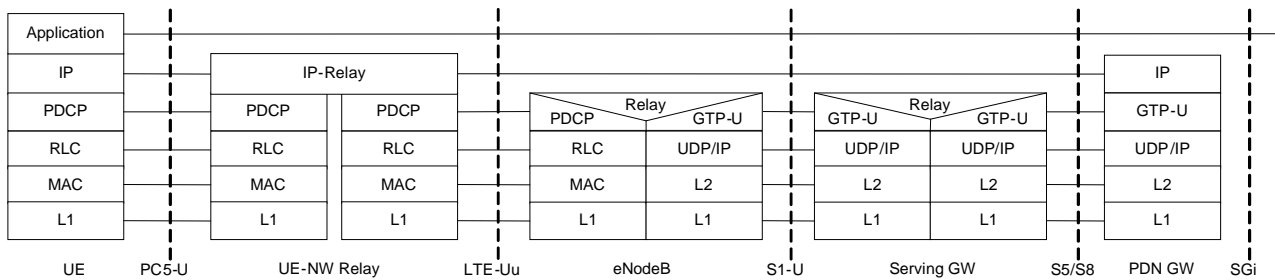 Application
IP
IP-Relay
IP
PDCP
PDCP
PDCP
Relay
PDCP
GTP-U
Relay
GTP-U
GTP-U
GTP-U
RLC
RLC
RLC
RLC
UDP/IP
UDP/IP
UDP/IP
UDP/IP
MAC
MAC
MAC
MAC
L2
L2
L2
L2
L1
L1
L1
L1
L1
L1
L1
L1
UE
PC5-U
UE-NW Relay
LTE-Uu
eNodeB
S1-U
Serving GW
S5/S8
PDN GW
SGi